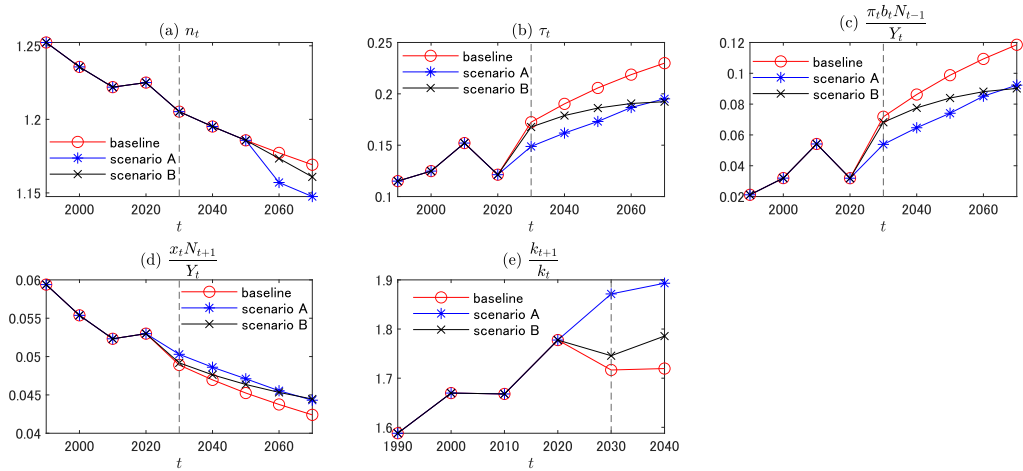 (a) n_t
1.25
1.2
1.15
baseline
scenario A
scenario B
2000 2020 2040 2060
t
(b) τ_t
0.25
0.2
0.15
0.1
baseline
scenario A
scenario B
2000 2020 2040 2060
t
(c) π_t b_t N_{t−1} / Y_t
0.12
0.1
0.08
0.06
0.04
0.02
baseline
scenario A
scenario B
2000 2020 2040 2060
t
(d) x_t N_{t+1} / Y_t
0.06
0.055
0.05
0.045
0.04
baseline
scenario A
scenario B
2000 2020 2040 2060
t
(e) k_{t+1} / k_t
1.9
1.8
1.7
1.6
baseline
scenario A
scenario B
1990 2000 2010 2020 2030 2040
t